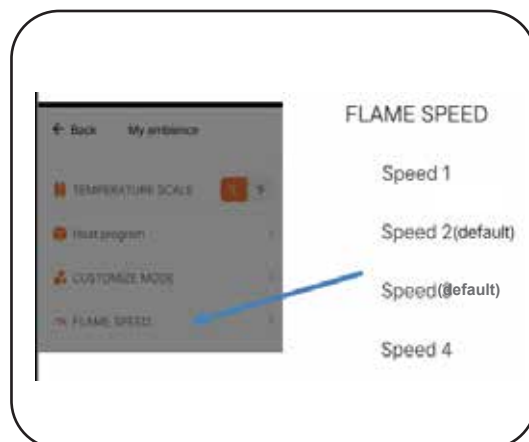 ← Back My ambience
TEMPERATURE SCALE
Heat program
CUSTOMIZE MODE
FLAME SPEED
FLAME SPEED
Speed 1
Speed 2(default)
Speed (default)
Speed 4